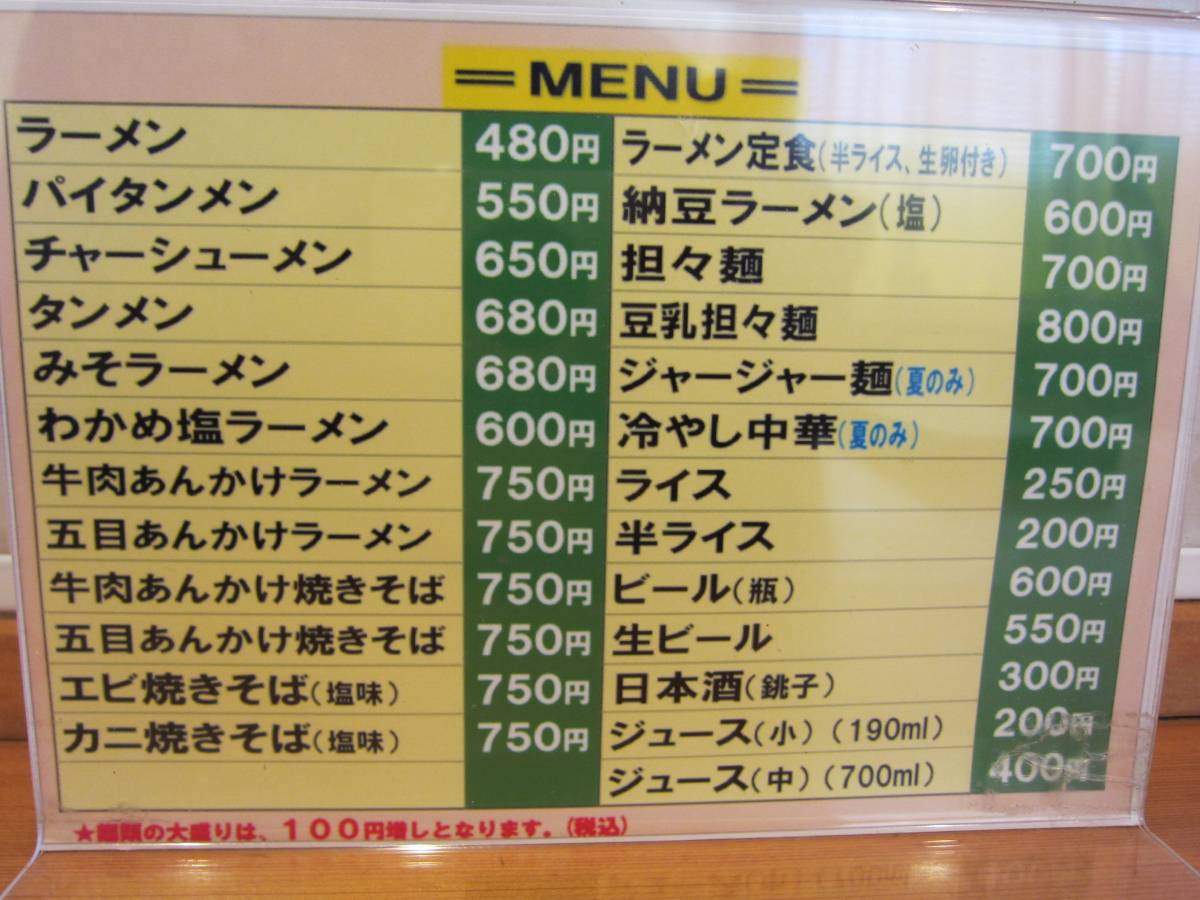 =MENU=
ラーメン 480円
パイタンメン 550円
チャーシューメン 650円
タンメン 680円
みそラーメン 680円
わかめ塩ラーメン 600円
牛肉あんかけラーメン 750円
五目あんかけラーメン 750円
牛肉あんかけ焼きそば 750円
五目あんかけ焼きそば 750円
エビ焼きそば(塩味) 750円
カニ焼きそば(塩味) 750円
ラーメン定食(半ライス、生卵付き) 700円
納豆ラーメン(塩) 600円
担々麺 700円
豆乳担々麺 800円
ジャージャー麺(夏のみ) 700円
冷やし中華(夏のみ) 700円
ライス 250円
半ライス 200円
ビール(瓶) 600円
生ビール 550円
日本酒(銚子) 300円
ジュース(小)(190ml) 200円
ジュース(中)(700ml) 400円
★麺類の大盛りは、100円増しとなります。(税込)